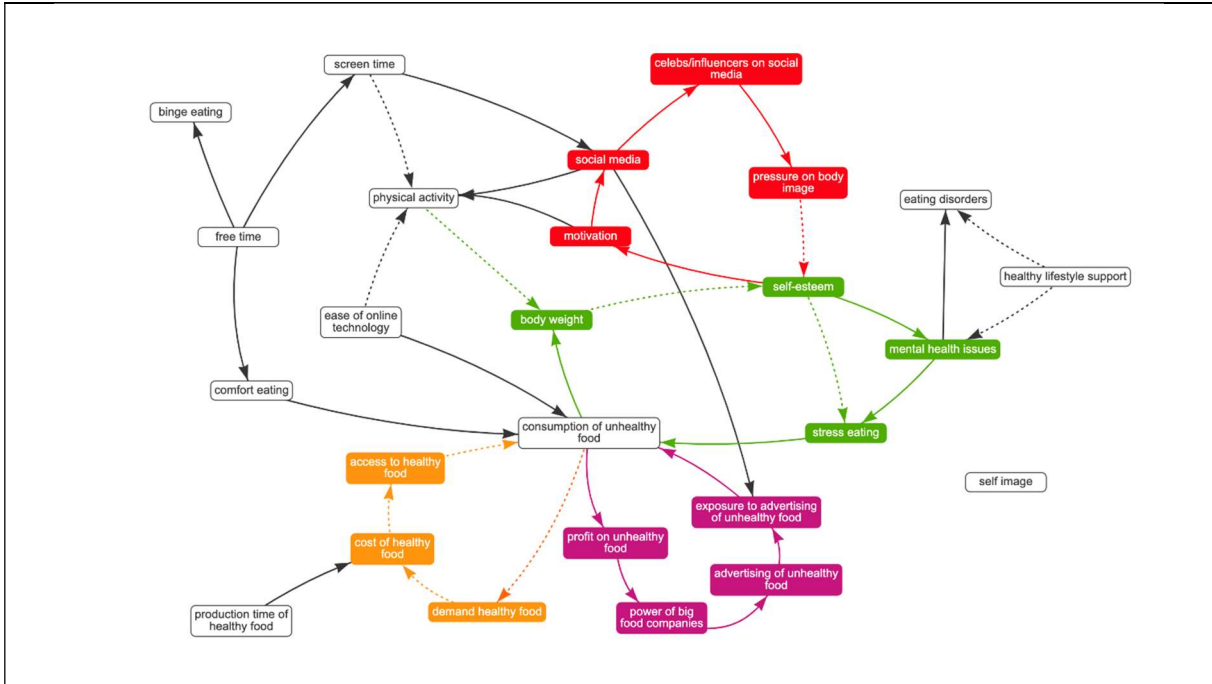 screen time
celebs/influencers on social
media
binge eating
social media
pressure on body
image
physical activity
eating disorders
free time
motivation
healthy lifestyle support
self-esteem
ease of online
technology
body weight
mental health issues
comfort eating
consumption of unhealthy
food
stress eating
access to healthy
food
self image
exposure to advertising
of unhealthy food
cost of healthy
food
profit on unhealthy
food
advertising of unhealthy
food
production time of
healthy food
demand healthy food
power of big
food companies